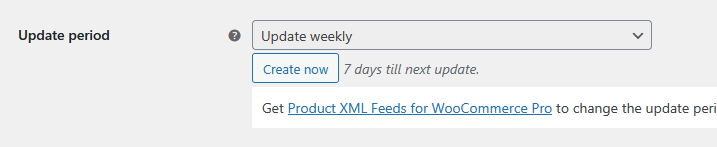 Update period
Update weekly
Create now 7 days till next update.
Get Product XML Feeds for WooCommerce Pro to change the update peri